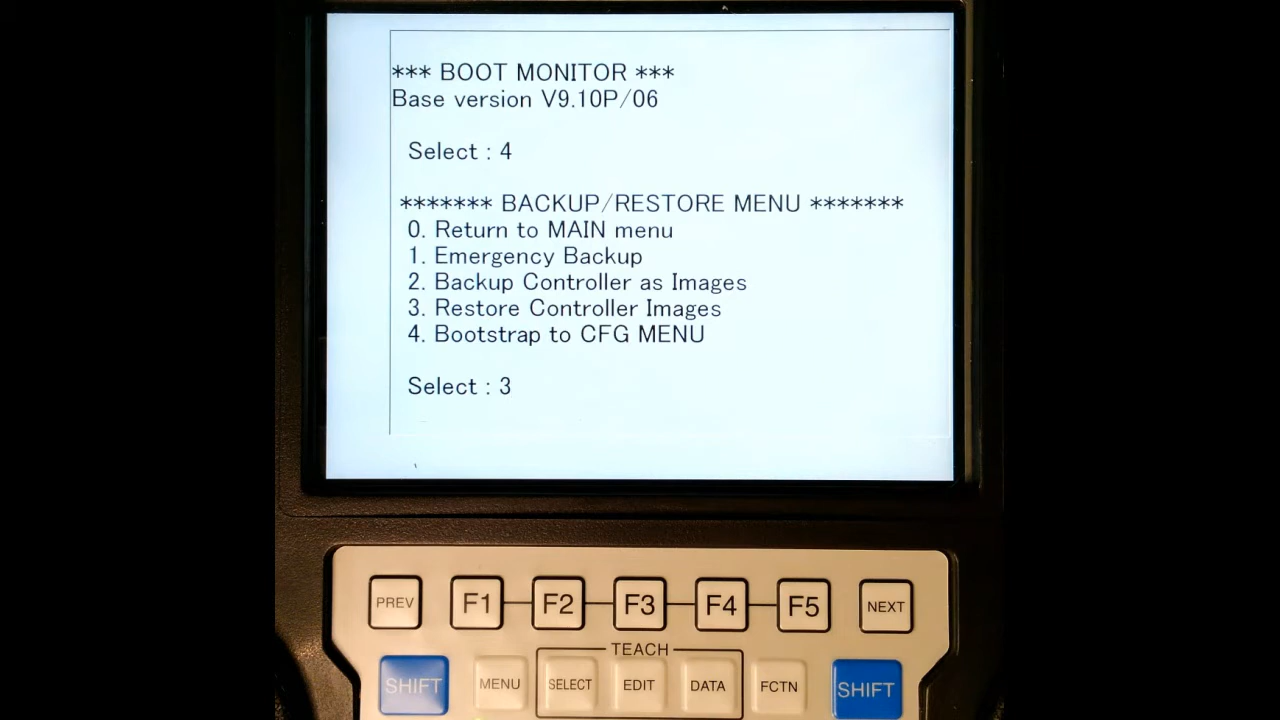 *** BOOT MONITOR ***
Base version V9.10P/06
Select : 4
******* BACKUP/RESTORE MENU *******
0. Return to MAIN menu
1. Emergency Backup
2. Backup Controller as Images
3. Restore Controller Images
4. Bootstrap to CFG MENU
Select : 3
PREV F1 F2 F3 F4 F5 NEXT
TEACH
SHIFT MENU SELECT EDIT DATA FCTN SHIFT